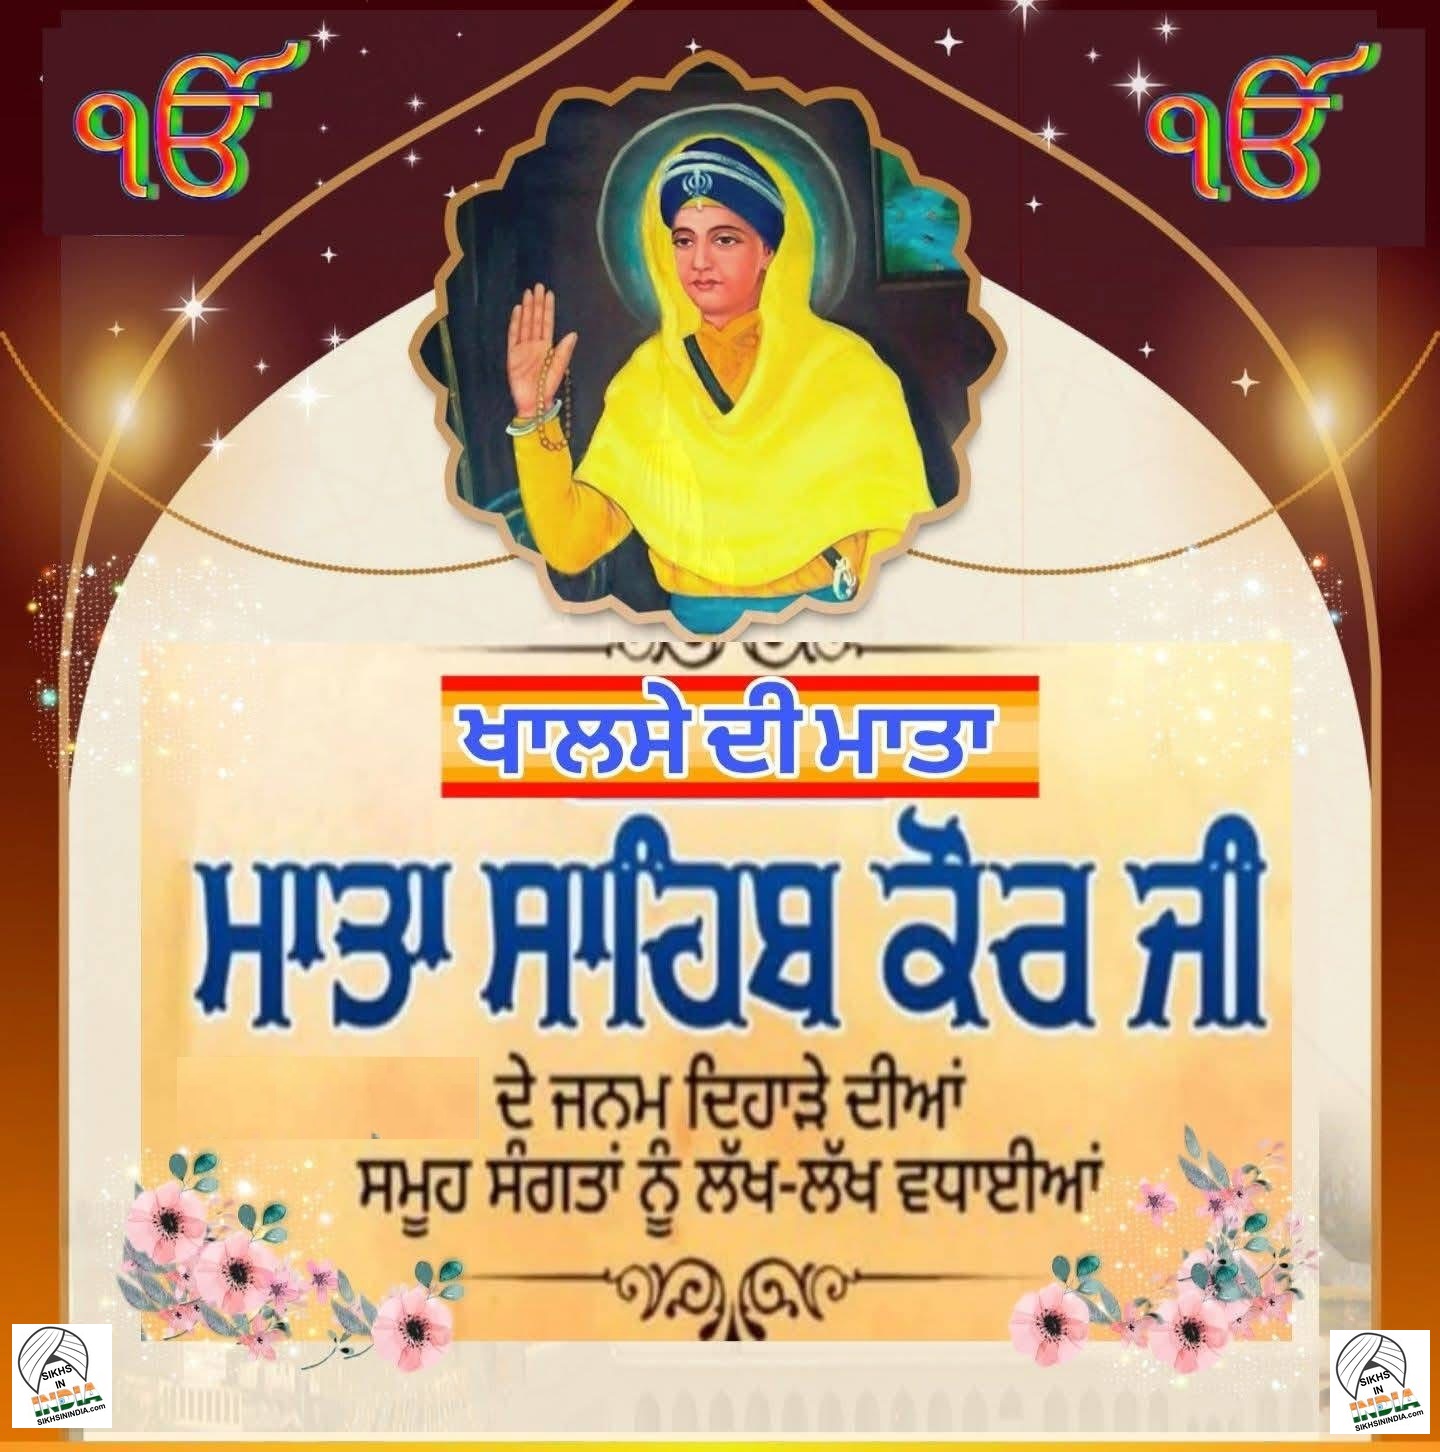 ੴ ੴ
ਖਾਲਸੇ ਦੀ ਮਾਤਾ
ਮਾਤਾ ਸਾਹਿਬ ਕੌਰ ਜੀ
ਦੇ ਜਨਮ ਦਿਹਾੜੇ ਦੀਆਂ
ਸਮੂਹ ਸੰਗਤਾਂ ਨੂੰ ਲੱਖ-ਲੱਖ ਵਧਾਈਆਂ
SIKHS
IN
INDIA
SIKHSININDIA.com
SIKHS
IN
INDIA
SIKHSININDIA.com